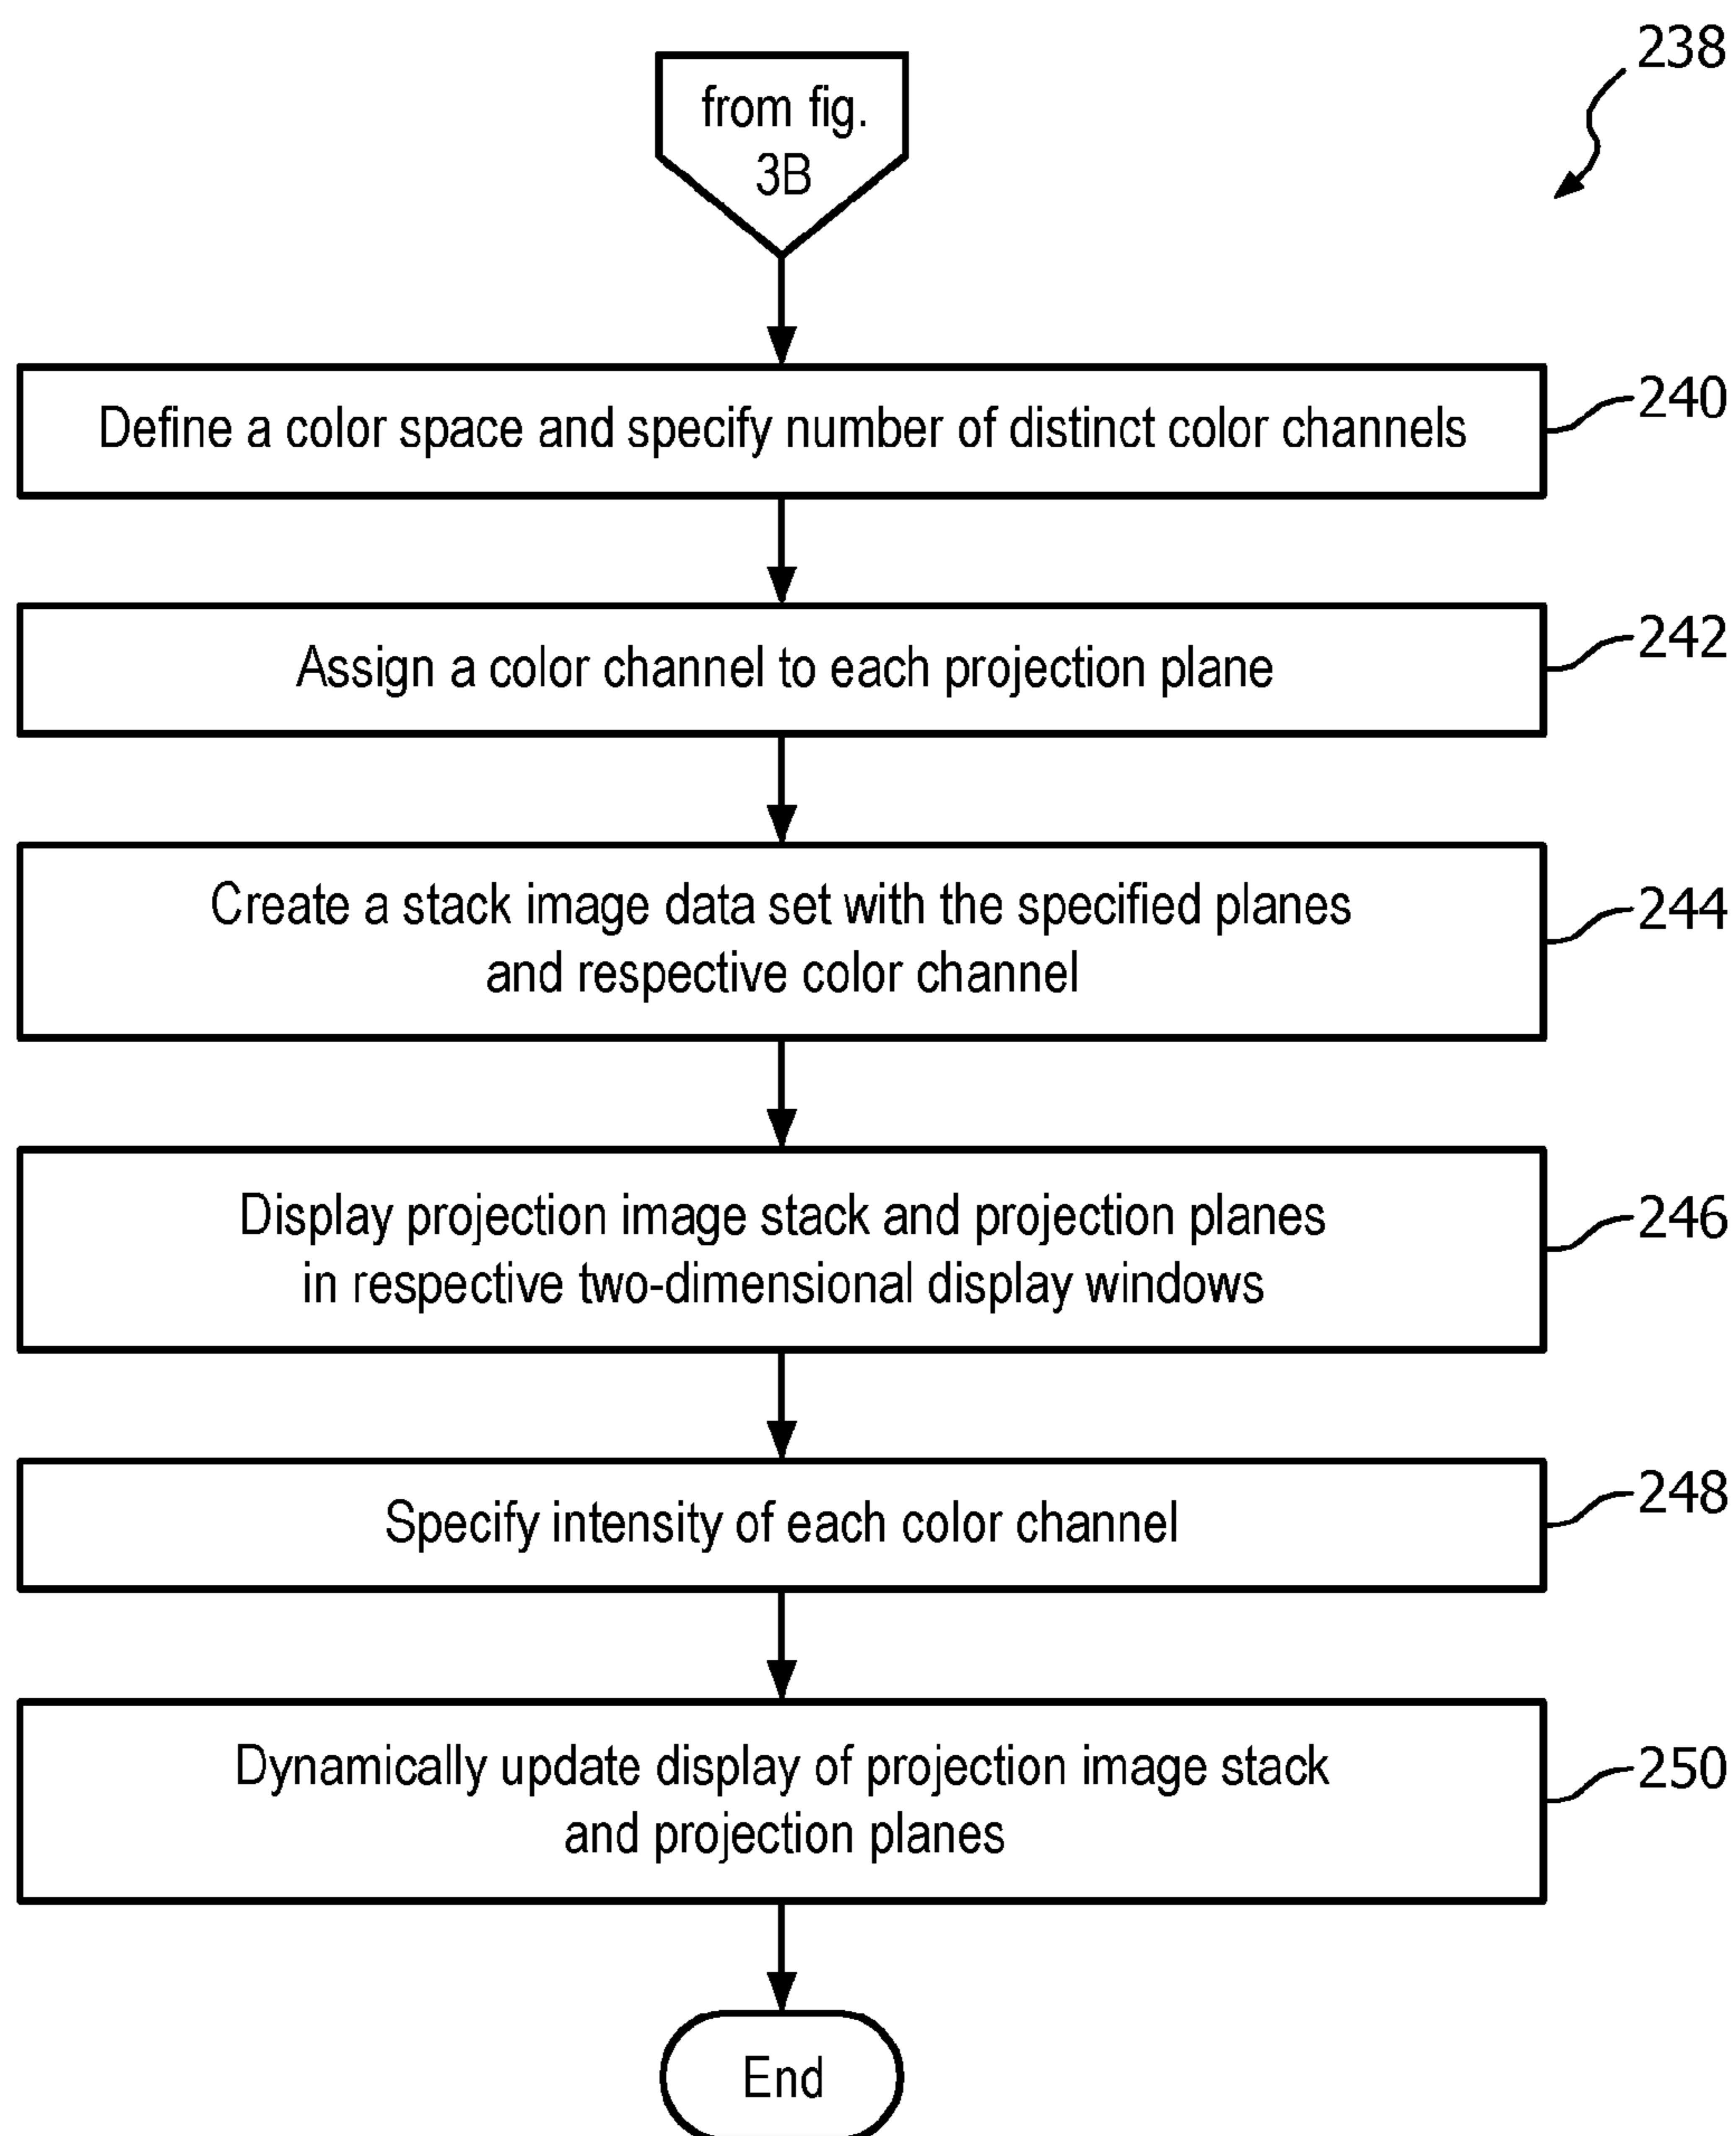 238
from fig.
3B
Define a color space and specify number of distinct color channels
240
Assign a color channel to each projection plane
242
Create a stack image data set with the specified planes
and respective color channel
244
Display projection image stack and projection planes
in respective two-dimensional display windows
246
Specify intensity of each color channel
248
Dynamically update display of projection image stack
and projection planes
250
End